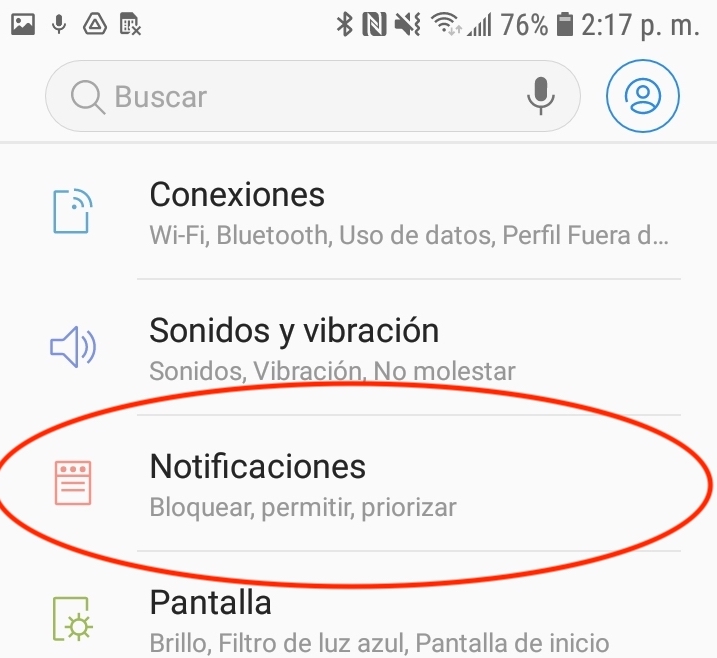 76% 2:17 p. m.
Buscar
Conexiones
Wi-Fi, Bluetooth, Uso de datos, Perfil Fuera d...
Sonidos y vibración
Sonidos, Vibración, No molestar
Notificaciones
Bloquear, permitir, priorizar
Pantalla
Brillo, Filtro de luz azul, Pantalla de inicio